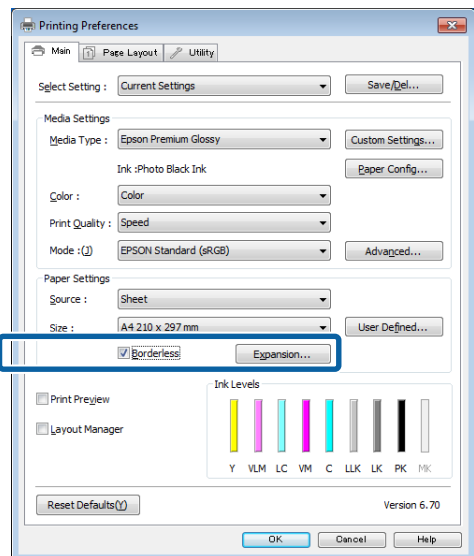 Printing Preferences
Main 1 Page Layout Utility
Select Setting : Current Settings Save/Del...
Media Settings
Media Type : Epson Premium Glossy Custom Settings...
Ink :Photo Black Ink Paper Config...
Color : Color
Print Quality : Speed
Mode :(J) EPSON Standard (sRGB) Advanced...
Paper Settings
Source : Sheet
Size : A4 210 x 297 mm User Defined...
Borderless Expansion...
Print Preview
Layout Manager
Ink Levels
Y VLM LC VM C LLK LK PK MK
Reset Defaults(Y) Version 6.70
OK Cancel Help